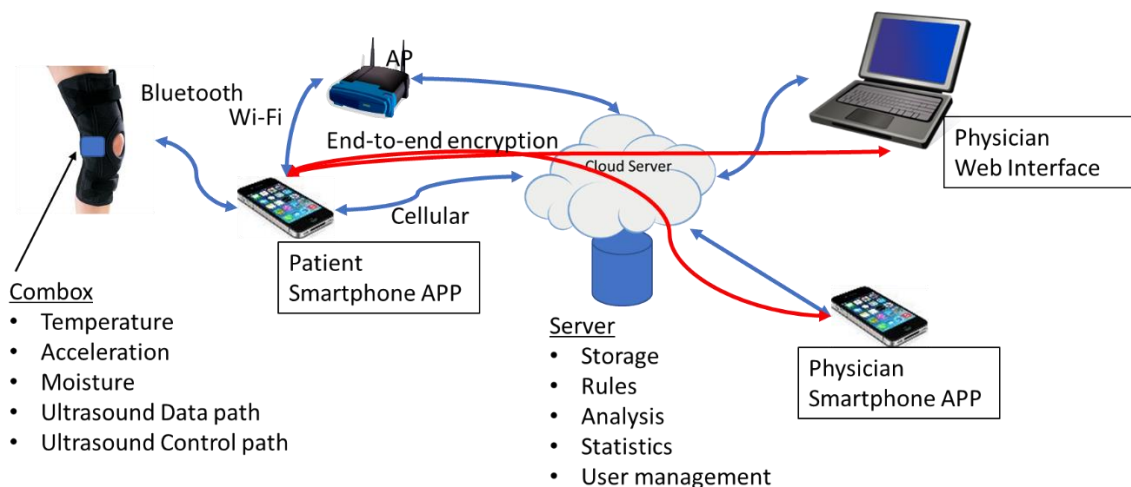 AP
Bluetooth
Wi-Fi
End-to-end encryption
Cloud Server
Physician
Web Interface
Cellular
Patient
Smartphone APP
Combox
• Temperature
• Acceleration
• Moisture
• Ultrasound Data path
• Ultrasound Control path
Server
• Storage
• Rules
• Analysis
• Statistics
• User management
Physician
Smartphone APP